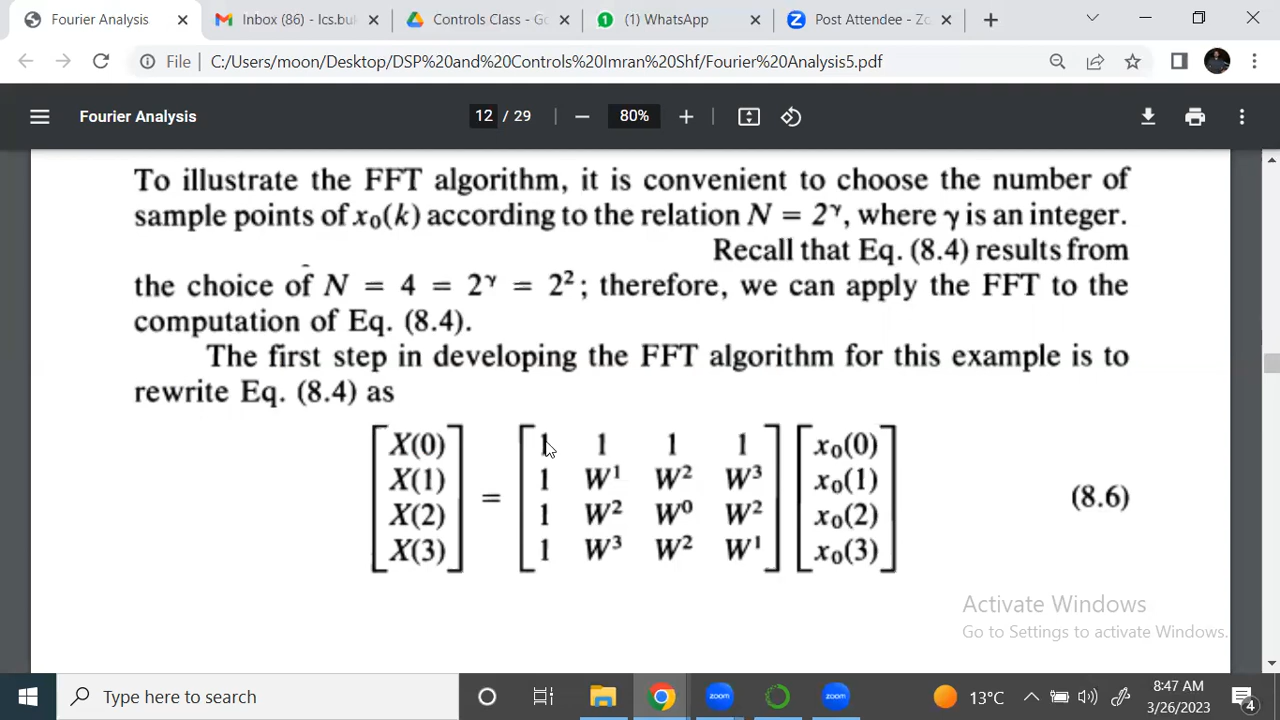 Fourier Analysis
Inbox (86) - lcs.bu
Controls Class - Go
(1) WhatsApp
Post Attendee - Zo
File
C:/Users/moon/Desktop/DSP%20and%20Controls%20Imran%20Shf/Fourier%20Analysis5.pdf
Fourier Analysis
12 / 29
80%
To illustrate the FFT algorithm, it is convenient to choose the number of
sample points of x₀(k) according to the relation N = 2^γ, where γ is an integer.
Recall that Eq. (8.4) results from
the choice of N = 4 = 2^γ = 2²; therefore, we can apply the FFT to the
computation of Eq. (8.4).
The first step in developing the FFT algorithm for this example is to
rewrite Eq. (8.4) as
X(0) 1 1 1 1 x₀(0)
X(1) 1 W¹ W² W³ x₀(1)
= (8.6)
X(2) 1 W² W⁰ W² x₀(2)
X(3) 1 W³ W² W¹ x₀(3)
Activate Windows
Go to Settings to activate Windows.
Type here to search
zoom
zoom
13°C
8:47 AM
3/26/2023
4